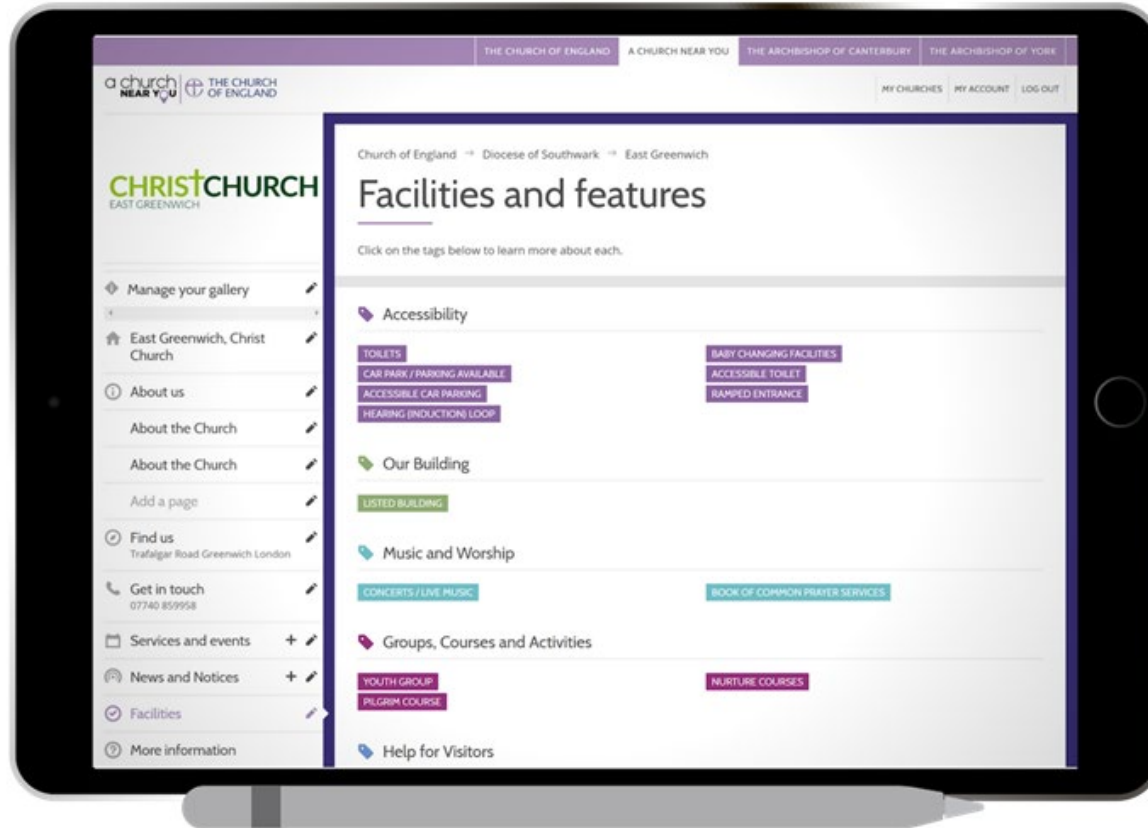 THE CHURCH OF ENGLAND A CHURCH NEAR YOU THE ARCHBISHOP OF CANTERBURY THE ARCHBISHOP OF YORK
a church
NEAR YOU
THE CHURCH
OF ENGLAND
MY CHURCHES MY ACCOUNT LOG OUT
CHRISTCHURCH
EAST GREENWICH
Manage your gallery
East Greenwich, Christ
Church
About us
About the Church
About the Church
Add a page
Find us
Trafalgar Road Greenwich London
Get in touch
07740 859958
Services and events +
News and Notices +
Facilities
More information
Church of England → Diocese of Southwark → East Greenwich
Facilities and features
Click on the tags below to learn more about each.
Accessibility
TOILETS BABY CHANGING FACILITIES
CAR PARK / PARKING AVAILABLE ACCESSIBLE TOILET
ACCESSIBLE CAR PARKING RAMPED ENTRANCE
HEARING (INDUCTION) LOOP
Our Building
LISTED BUILDING
Music and Worship
CONCERTS / LIVE MUSIC BOOK OF COMMON PRAYER SERVICES
Groups, Courses and Activities
YOUTH GROUP NURTURE COURSES
PILGRIM COURSE
Help for Visitors